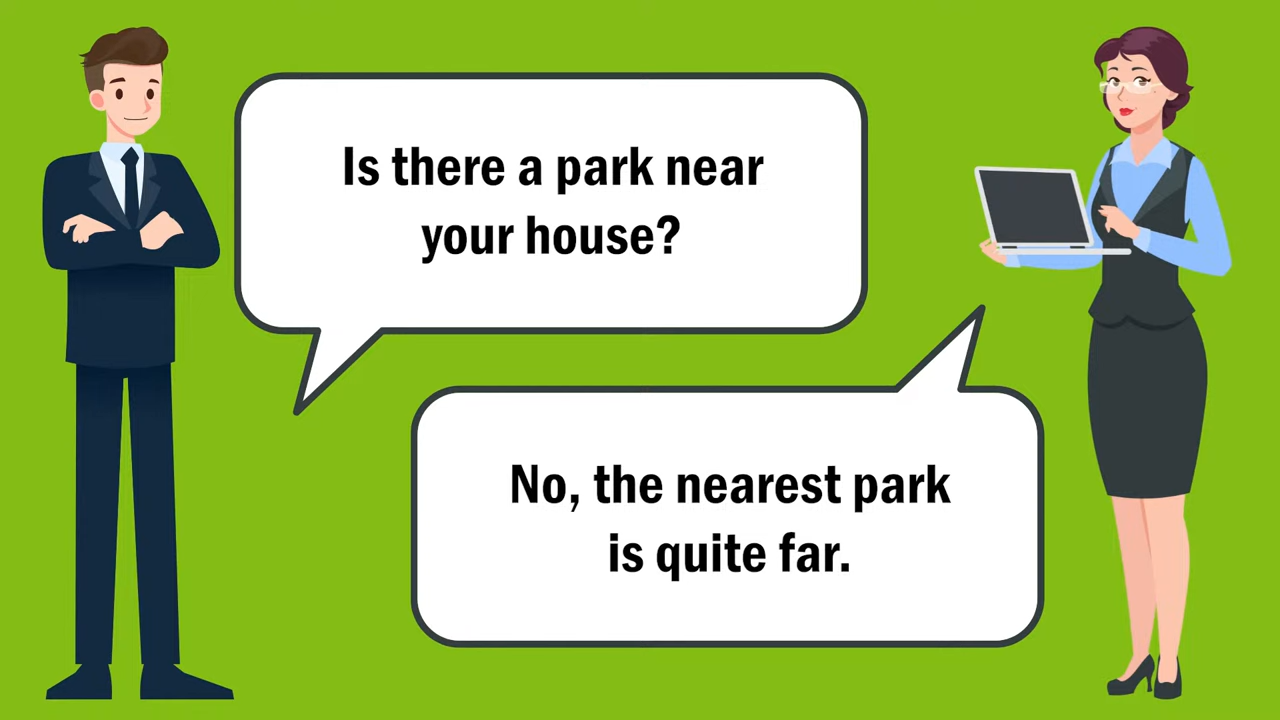 Is there a park near
your house?
No, the nearest park
is quite far.